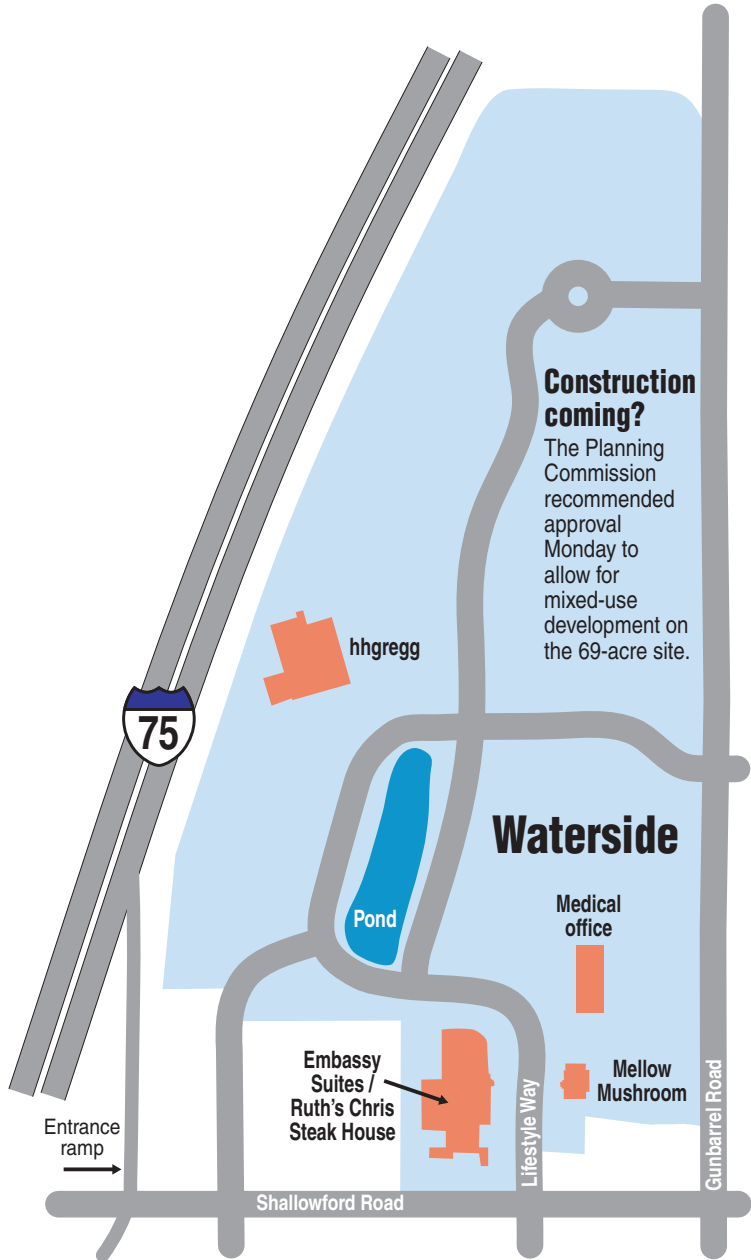 Construction
coming?
The Planning
Commission
recommended
approval
Monday to
allow for
mixed-use
development on
the 69-acre site.
hhgregg
75
Waterside
Pond
Medical
office
Embassy
Suites /
Ruth's Chris
Steak House
Mellow
Mushroom
Lifestyle Way
Gunbarrel Road
Entrance
ramp
Shallowford Road